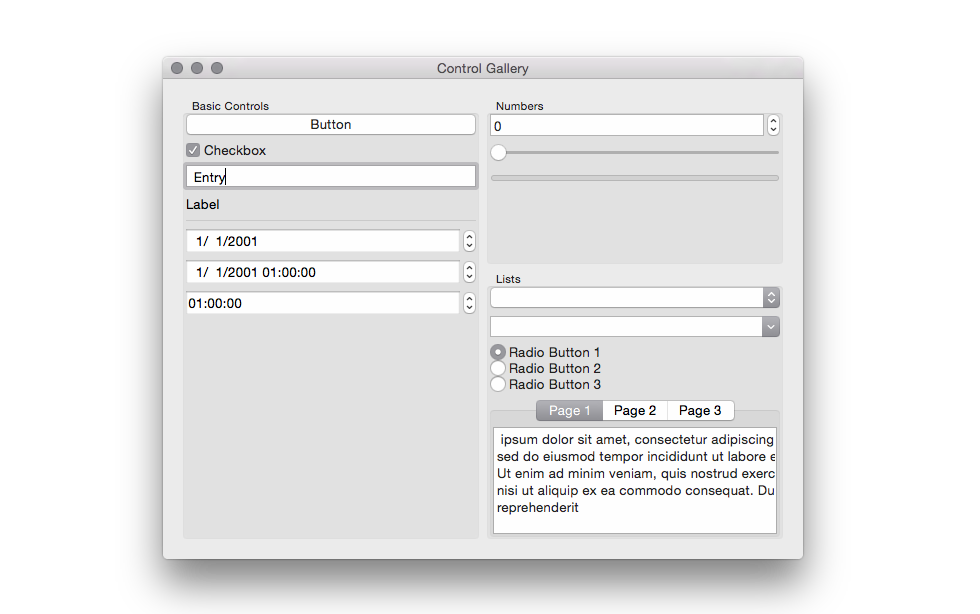 Control Gallery
Basic Controls
Button
Checkbox
Entry
Label
1/ 1/2001
1/ 1/2001 01:00:00
01:00:00
Numbers
0
Lists
Radio Button 1
Radio Button 2
Radio Button 3
Page 1 Page 2 Page 3
ipsum dolor sit amet, consectetur adipiscing
sed do eiusmod tempor incididunt ut labore e
Ut enim ad minim veniam, quis nostrud exerc
nisi ut aliquip ex ea commodo consequat. Du
reprehenderit